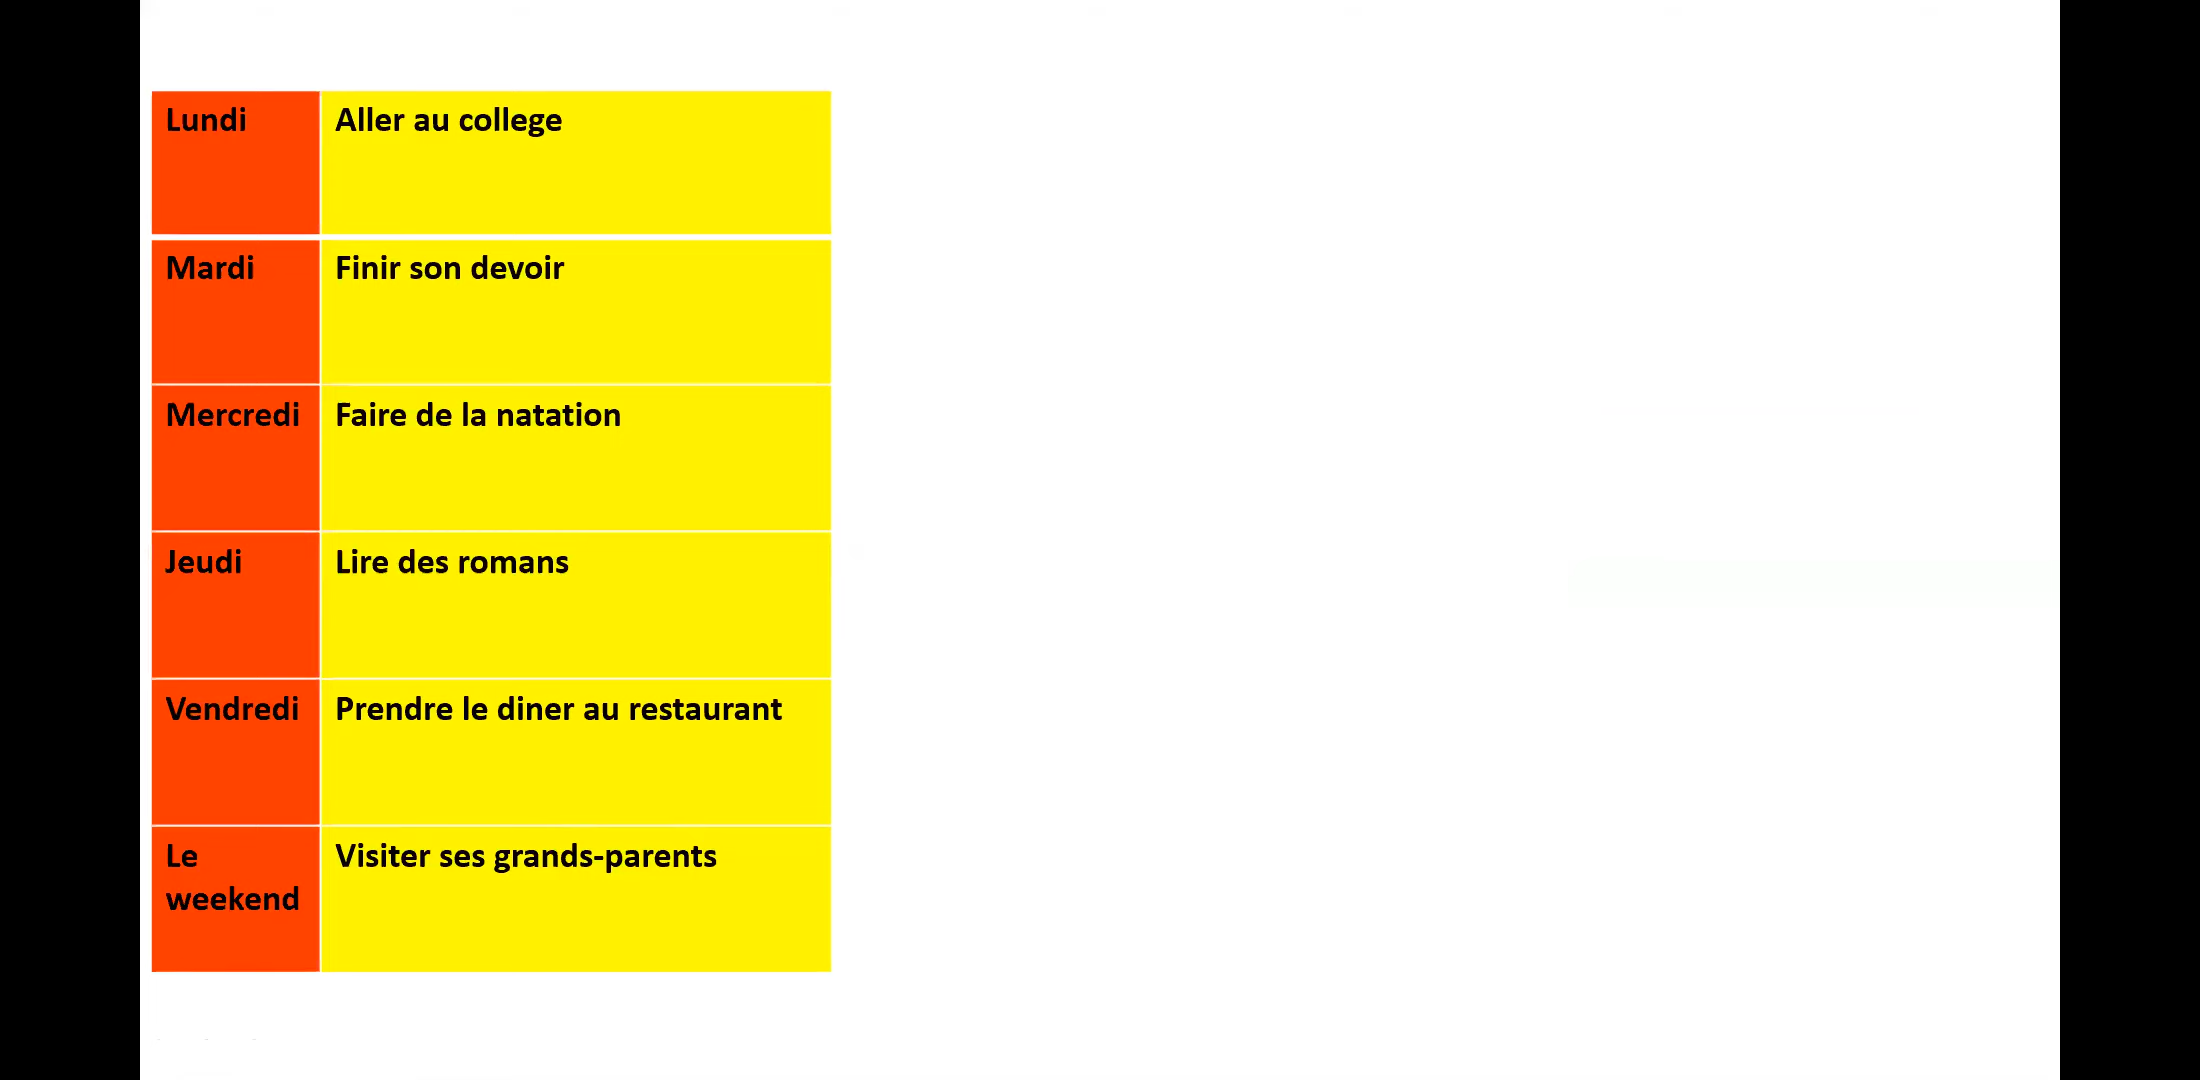 Lundi
Aller au college
Mardi
Finir son devoir
Mercredi
Faire de la natation
Jeudi
Lire des romans
Vendredi
Prendre le diner au restaurant
Le
weekend
Visiter ses grands-parents